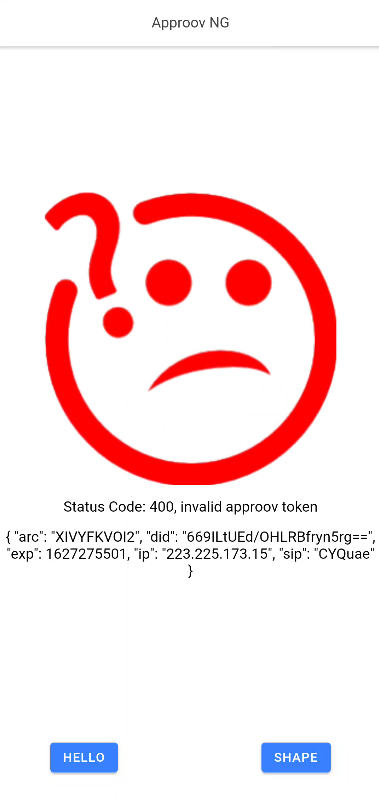 Approov NG
Status Code: 400, invalid approov token
{ "arc": "XIVYFKVOI2", "did": "669ILtUEd/OHLRBfryn5rg==",
"exp": 1627275501, "ip": "223.225.173.15", "sip": "CYQuae"
}
HELLO
SHAPE